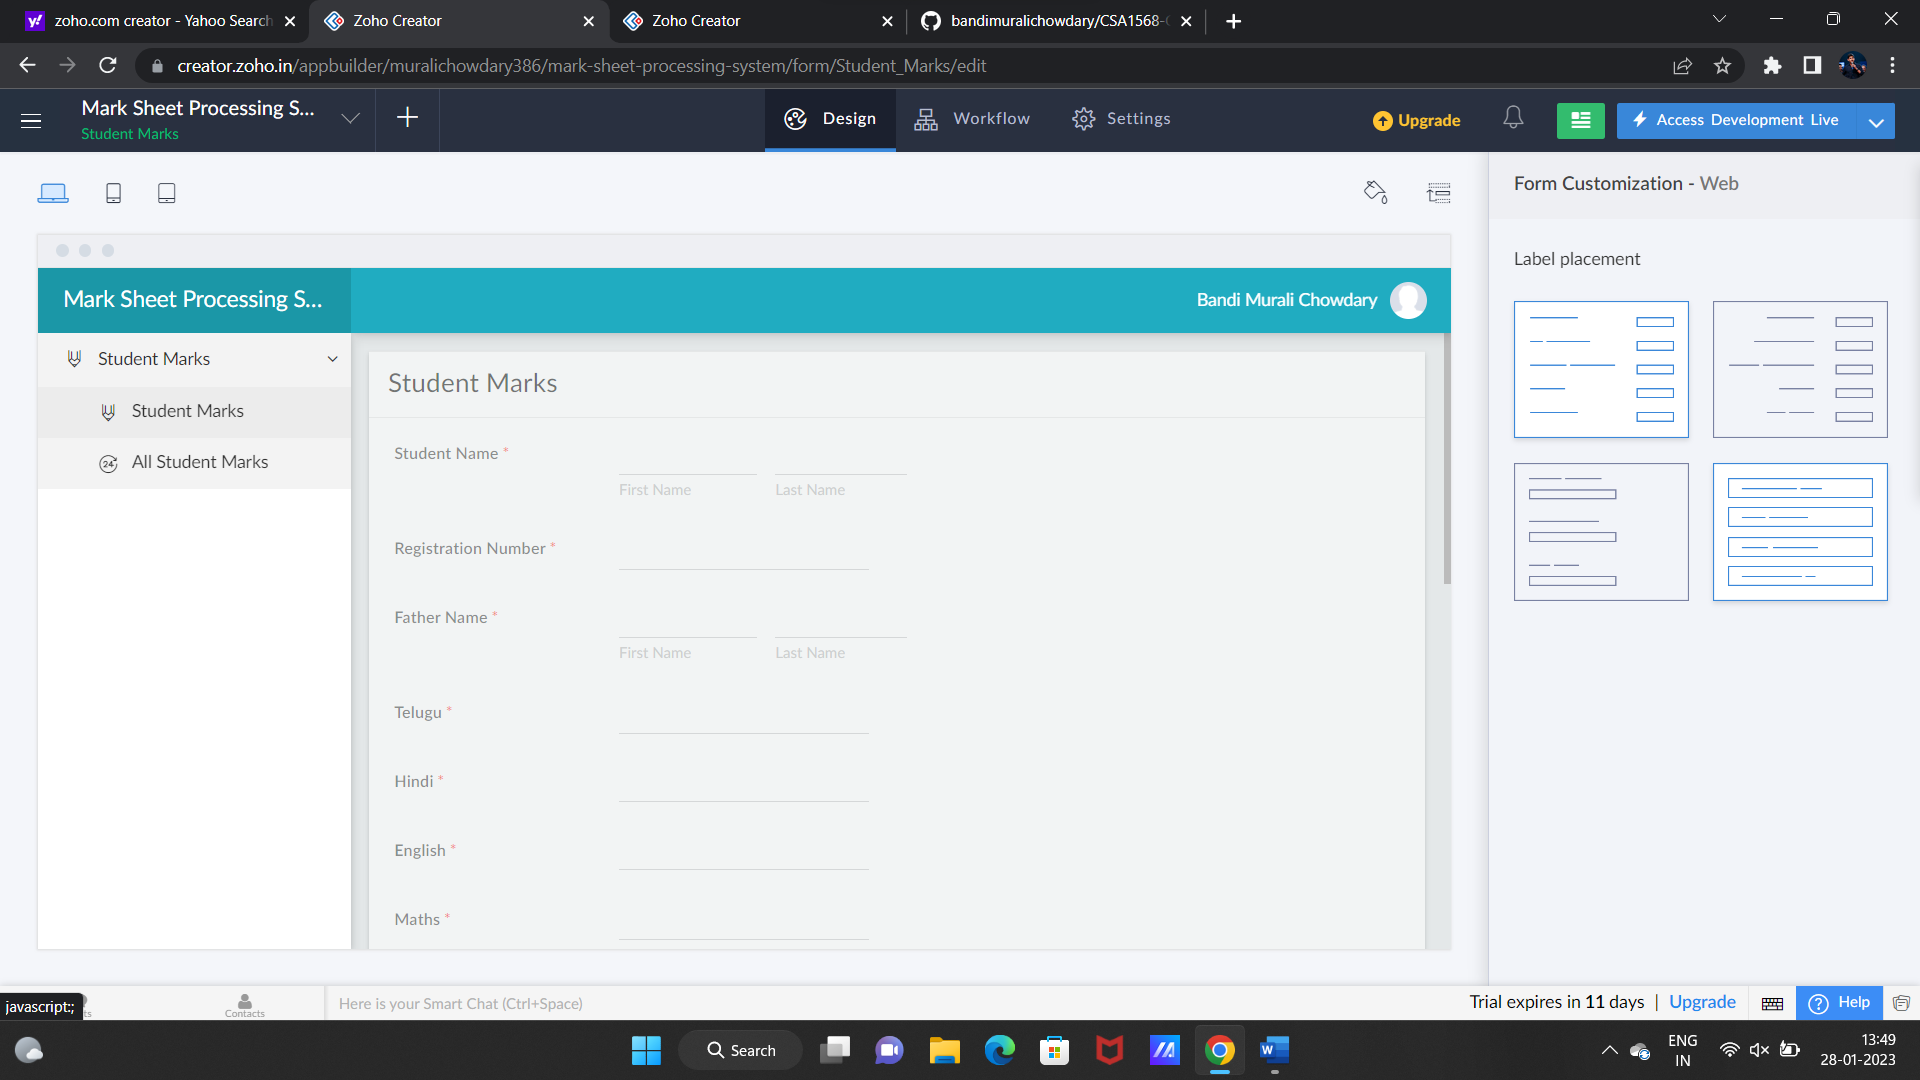 zoho.com creator - Yahoo Search
Zoho Creator
Zoho Creator
bandimuralichowdary/CSA1568-
creator.zoho.in/appbuilder/muralichowdary386/mark-sheet-processing-system/form/Student_Marks/edit
Mark Sheet Processing S...
Student Marks
Design
Workflow
Settings
Upgrade
Access Development Live
Form Customization - Web
Label placement
Mark Sheet Processing S...
Bandi Murali Chowdary
Student Marks
Student Marks
All Student Marks
Student Marks
Student Name *
First Name
Last Name
Registration Number *
Father Name *
First Name
Last Name
Telugu *
Hindi *
English *
Maths *
javascript:;
Contacts
Here is your Smart Chat (Ctrl+Space)
Trial expires in 11 days | Upgrade
Help
Search
ENG
IN
13:49
28-01-2023